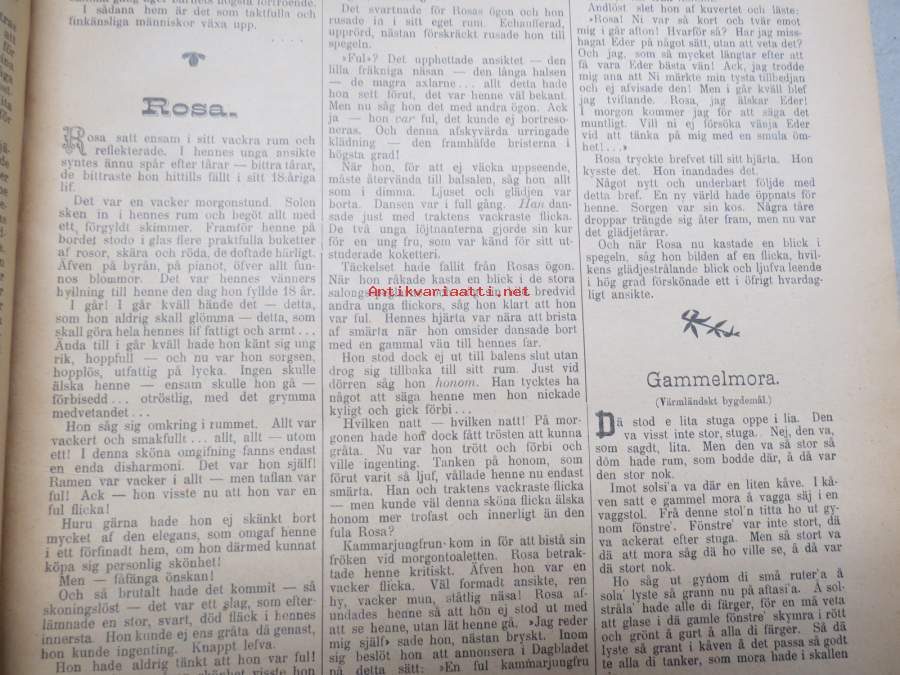 I sådana hem är det som taktfulla och
finkänsliga människor växa upp.
Rosa.
Rosa satt ensam i sitt vackra rum och
reflekterade. I hennes unga ansikte
syntes ännu spår efter tårar — bittra tårar,
de bittraste hon hittills fällt i sitt 18-åriga
lif.
Det var en vacker morgonstund. Solen
sken in i hennes rum och begöt allt med
ett, förgyldt skimmer. Framför henne på
bordet stodo i glas flere praktfulla buketter
af rosor, skära och röda, de doftade härligt.
Äfven på byrån, på pianot, öfver allt fun-
nos blommor. Det var hennes vänners
hyllning till henne den dag hon fyllde 18 år.
I går! I går kväll hände det — detta,
som hon aldrig skall glömma — detta, som
skall göra hela hennes lif fattigt och armt...
Ända till i går kväll hade hon känt sig ung
rik, hoppfull — och nu var hon sorgsen,
hopplös, utfattig på lycka. Ingen skulle
älska henne — ensam skulle hon gå —
förbisedd... otröstlig, med det grymma
medvetandet...
Hon såg sig omkring i rummet. Allt var
vackert och smakfullt... allt, allt — utom
ett! I denna sköna omgifning fanns endast
en enda disharmoni. Det var hon själf!
Ramen var vacker i allt — men taflan var
ful! Ack — hon visste nu att hon var en
ful flicka!
Huru gärna hade hon ej skänkt bort
mycket af den elegans, som omgaf henne
i ett förfinadt hem, om hon därmed kunnat
köpa sig personlig skönhet!
Men — fåfänga önskan!
Och så brutalt hade det kommit — så
skoningslöst — det var ett slag, som efter-
lämnade en stor, svart, död fläck i hennes
innersta. Hon kunde ej ens gråta då genast,
hon kunde ingenting. Knappt lefva.
Hon hade aldrig tänkt att hon var ful!
Det svartnade för Rosas ögon och hon
rusade in i sitt eget rum. Echaufferad,
upprörd, nästan förskräckt rusade hon till
spegeln.
»Ful»? Det upphettade ansiktet — den
lilla fräkniga näsan — den långa halsen
— de magra axlarne... allt detta hade
hon sett förut, det var henne väl bekant.
Men nu såg hon det med andra ögon. Ack
ja — hon var ful, det kunde ej bortreso-
neras. Och denna afskyvärda urringade
klädning — den framhäfde bristerna i
högsta grad!
När hon, för att ej väcka uppseende,
måste återvända till balsalen, såg hon allt
som i dimma. Ljuset och glädjen var
borta. Dansen var i full gång. Han dan-
sade just med traktens vackraste flicka.
De två unga löjtnanterna gjorde sin kur
för en ung fru, som var känd för sitt ut-
studerade koketteri.
Täckelset hade fallit från Rosas ögon.
När hon råkade kasta en blick i de stora
salongs bredvid
andra unga flickors, såg hon klart att hon
var ful. Hennes hjärta var nära att brista
af smärta när hon omsider dansade bort
med en gammal vän till hennes far.
Hon stod dock ej ut till balens slut utan
drog sig tillbaka till sitt rum. Just vid
dörren såg hon honom. Han tycktes ha
något att säga henne men hon nickade
kyligt och gick förbi...
Hvilken natt — hvilken natt! På mor-
gonen hade hon dock fått trösten att kunna
gråta. Nu var hon trött och förbi och
ville ingenting. Tanken på honom, som
förut varit så ljuf, vållade henne nu endast
smärta. Han och traktens vackraste flicka
— men kunde väl denna sköna flicka älska
honom mer trofast och innerligt än den
fula Rosa?
Kammarjungfrun kom in för att bistå sin
fröken vid morgontoaletten. Rosa betrak-
tade henne kritiskt. Äfven hon var en
vacker flicka. Väl formadt ansikte, ren
hy, vacker mun, ståtlig näsa! Rosa af-
undades henne så att hon ej stod ut med
att se henne, utan lät henne gå. »Jag reder
mig själf» sade hon, nästan bryskt. Inom
sig beslöt hon att annonsera i Dagbladet
på detta sätt: »En ful kammarjungfru
Andlöst slet hon af kuvertet och läste:
»Rosa! Ni var så kort och tvär emot
mig i går afton! Hvarför så? Har jag miss-
hagat Eder på något sätt, utan att veta det?
Och jag, som så mycket längtar efter att
få vara Eder bästa vän! Ack, jag trodde
mig ana att Ni märkte min tysta tillbedjan
och ej afvisade den! Men i går kväll blef
jag tviflande. Rosa, jag älskar Eder!
I morgon kommer jag för att säga det
muntligt. Vill ni ej försöka vänja Eder
vid att tänka på mig med en smula öm-
het!...»
Rosa tryckte brefvet till sitt hjärta. Hon
kysste det. Hon inandades det.
Något nytt och underbart följde med
detta bref. En ny värld hade öppnats för
henne. Sorgen var sin kos. Några tåre
droppar trängde sig åter fram, men nu var
det glädjetårar.
Och när Rosa nu kastade en blick i
spegeln, såg hon bilden af en flicka, hvil-
kens glädjestrålande blick och ljufva leende
i hög grad förskönade ett i öfrigt hvardag-
ligt ansikte.
Gammelmora.
(Värmländskt bygdemål.)
Dä stod e lita stuga oppe i lia. Den
va visst inte stor, stuga. Nej, den va,
som sagdt, lita. Men den va så stor så
döm hade rum, som bodde där, å då var
den stor nok.
Imot solsi'a va där en liten kåve. I kå-
ven satt e gammel mora å vagga säj i en
vaggstol. Frå denne stol'n titta ho ut gy-
nom fönstre'. Fönstre' var inte stort, dä
va ackerat efter stuga. Men så stort va
dä att mora såg dä ho ville se, å då var
dä stort nok.
Ho såg ut gynom di små ruter'a å
sola' lyste så grann nu på aftasi'a. Å sol-
stråla' hade alle di färger, för en må veta
att glase i dä gamle fönstre' skymra i rött
och grönt å gurt å alla di färger. Så då
lyste så grant i kåven å det passa så godt
te alla di tanker, som mora hade i skallen
Antikvariaatti.net